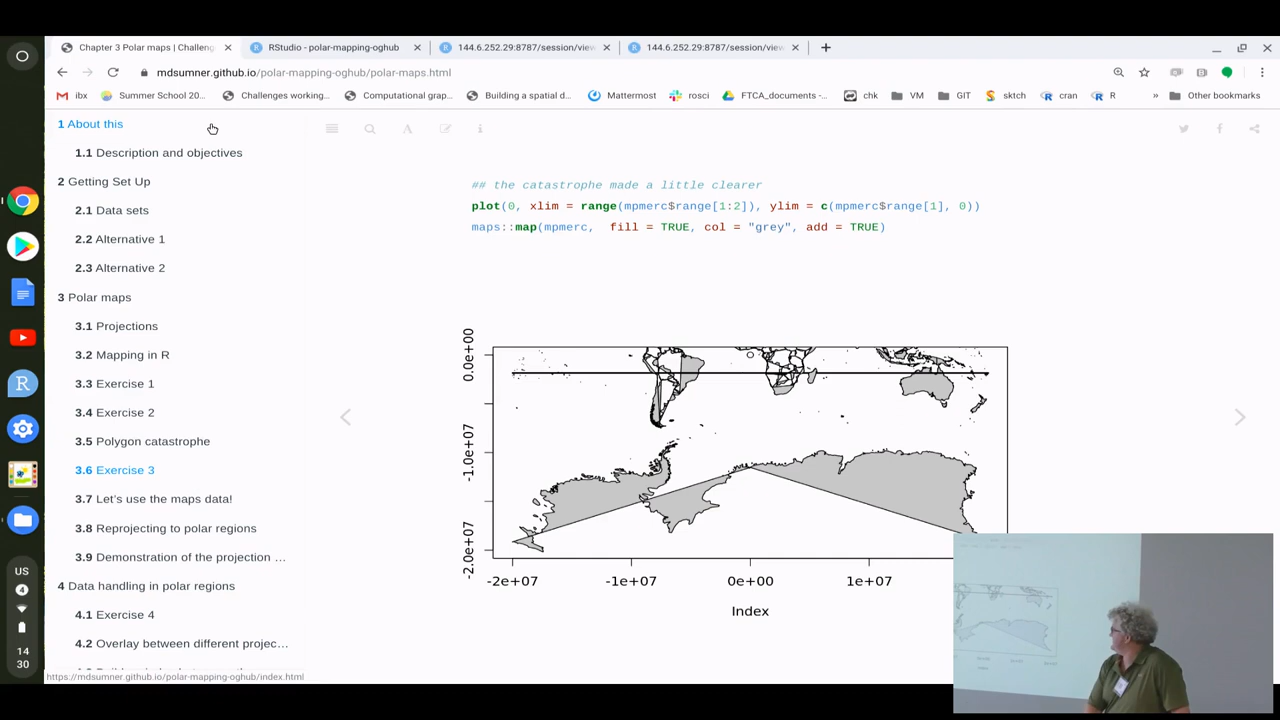 Chapter 3 Polar maps | Challeng
RStudio - polar-mapping-oghub
144.6.252.29:8787/session/view
144.6.252.29:8787/session/view
mdsumner.github.io/polar-mapping-oghub/polar-maps.html
ibx
Summer School 20...
Challenges working...
Computational grap...
Building a spatial d...
Mattermost
rosci
FTCA_documents -...
chk
VM
GIT
sktch
cran
R
»
Other bookmarks
1 About this
1.1 Description and objectives
2 Getting Set Up
2.1 Data sets
2.2 Alternative 1
2.3 Alternative 2
3 Polar maps
3.1 Projections
3.2 Mapping in R
3.3 Exercise 1
3.4 Exercise 2
3.5 Polygon catastrophe
3.6 Exercise 3
3.7 Let's use the maps data!
3.8 Reprojecting to polar regions
3.9 Demonstration of the projection ...
4 Data handling in polar regions
4.1 Exercise 4
4.2 Overlay between different projec...
https://mdsumner.github.io/polar-mapping-oghub/index.html
## the catastrophe made a little clearer
plot(0, xlim = range(mpmerc$range[1:2]), ylim = c(mpmerc$range[1], 0))
maps::map(mpmerc,  fill = TRUE, col = "grey", add = TRUE)
0.0e+00
-1.0e+07
-2.0e+07
-2e+07
-1e+07
0e+00
1e+07
Index
US
4
14
30